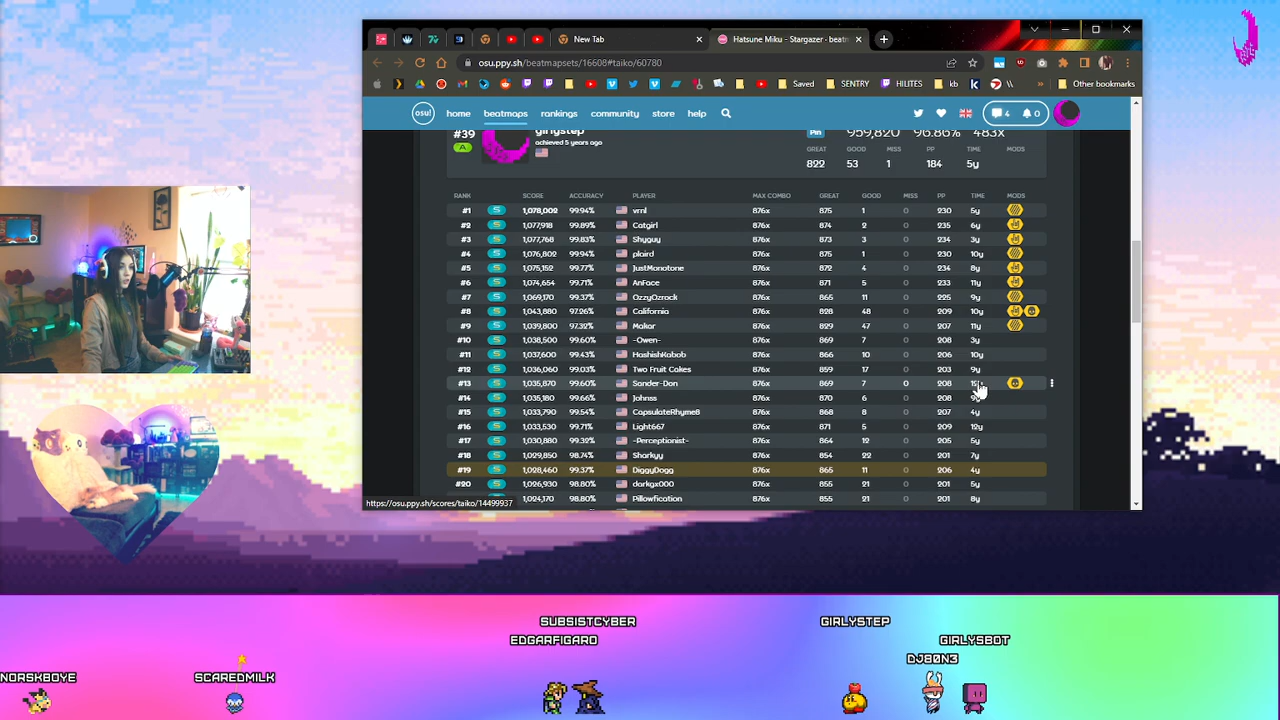 New Tab
Hatsune Miku - Stargazer · beatm
osu.ppy.sh/beatmapsets/16608#taiko/60780
Saved SENTRY HILITES kb Other bookmarks
osu! home beatmaps rankings community store help 4 0
#39 girlystep Pin 959,820 96.86% 483x
A achieved 5 years ago
GREAT GOOD MISS PP TIME MODS
822 53 1 184 5y
RANK SCORE ACCURACY PLAYER MAX COMBO GREAT GOOD MISS PP TIME MODS
#1 S 1,078,002 99.94% vrnl 876x 875 1 0 230 5y
#2 S 1,077,918 99.89% Catgirl 876x 874 2 0 235 6y
#3 S 1,077,768 99.83% Shyguy 876x 873 3 0 234 3y
#4 S 1,076,802 99.94% plaird 876x 875 1 0 230 10y
#5 S 1,075,152 99.77% JustMonotone 876x 872 4 0 234 8y
#6 S 1,074,654 99.71% AnFace 876x 871 5 0 233 11y
#7 S 1,069,170 99.37% OzzyOzrock 876x 865 11 0 225 9y
#8 S 1,043,880 97.26% California 876x 828 48 0 209 10y
#9 S 1,039,800 97.32% Makar 876x 829 47 0 207 11y
#10 S 1,038,500 99.60% -Owen- 876x 869 7 0 208 3y
#11 S 1,037,600 99.43% HashishKabob 876x 866 10 0 206 10y
#12 S 1,036,060 99.03% Two Fruit Cakes 876x 859 17 0 203 9y
#13 S 1,035,870 99.60% Sander-Don 876x 869 7 0 208
#14 S 1,035,180 99.66% Johnss 876x 870 6 0 208
#15 S 1,033,790 99.54% CapsulateRhyme8 876x 868 8 0 207 4y
#16 S 1,033,530 99.71% Light667 876x 871 5 0 209 12y
#17 S 1,030,880 99.32% -Perceptionist- 876x 864 12 0 205 5y
#18 S 1,029,850 98.74% Sharkyy 876x 854 22 0 201 7y
#19 S 1,028,460 99.37% DiggyDogg 876x 865 11 0 206 4y
#20 S 1,026,930 98.80% darkgx000 876x 855 21 0 201 5y
S 1,024,170 98.80% Pillowfication 876x 855 21 0 201 8y
https://osu.ppy.sh/scores/taiko/14499937
SUBSISTCYBER
GIRLYSTEP
EDGARFIGARO
GIRLYSBOT
DJB0N3
NORSKBOYE
SCAREDMILK